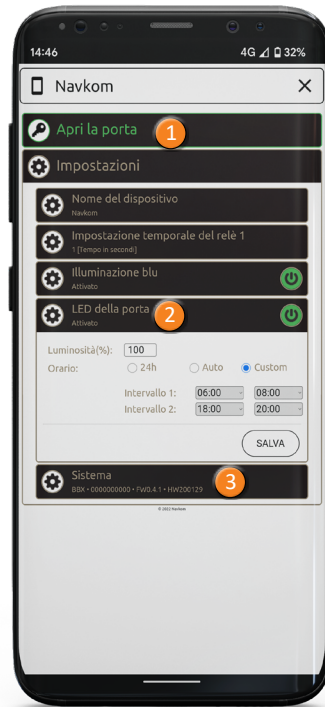 14:46 4G 32%
Navkom
Apri la porta 1
Impostazioni
Nome del dispositivo
Navkom
Impostazione temporale del relè 1
1 [Tempo in secondi]
Illuminazione blu
Attivato
LED della porta 2
Attivato
Luminosità(%): 100
Orario: 24h Auto Custom
Intervallo 1: 06:00 08:00
Intervallo 2: 18:00 20:00
SALVA
Sistema 3
BBX • 0000000000 • FW0.4.1 • HW200129
© 2022 Navkom